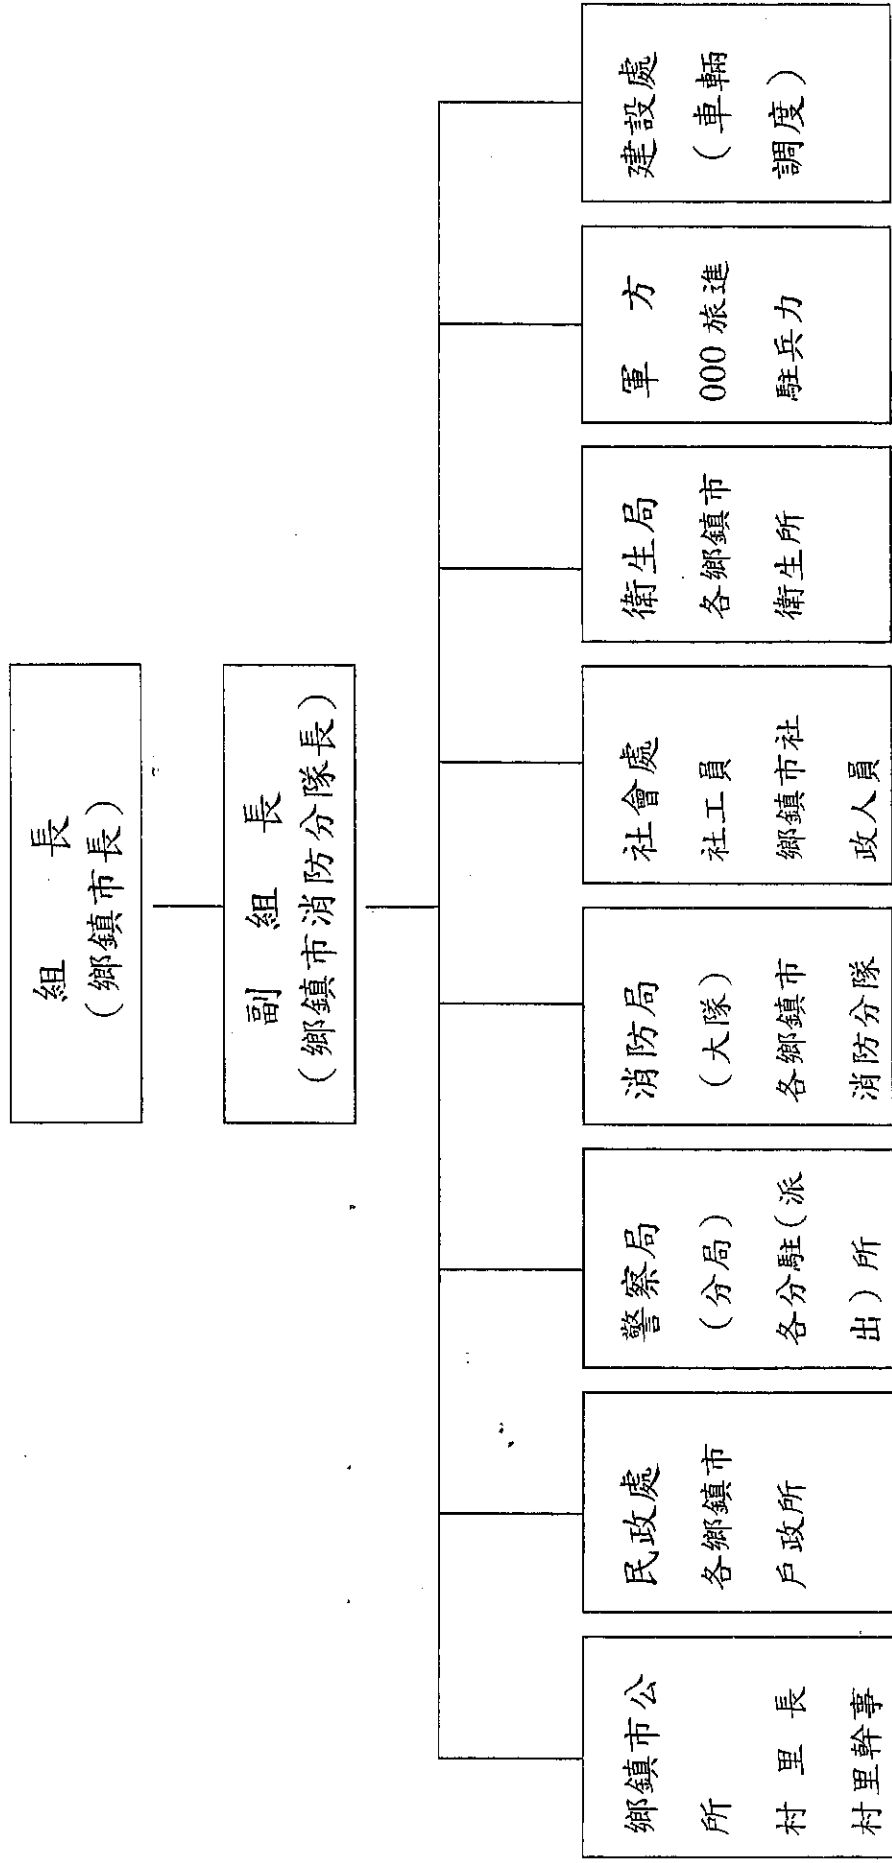 組　長
（鄉鎮市長）
副　組　長
（鄉鎮市消防分隊長）
鄉鎮市公
所
村 里 長
村里幹事
民政處
各鄉鎮市
戶政所
警察局
（分局）
各分駐（派
出）所
消防局
（大隊）
各鄉鎮市
消防分隊
社會處
社工員
鄉鎮市社
政人員
衛生局
各鄉鎮市
衛生所
軍　方
000 旅進
駐兵力
建設處
（車輛
調度）